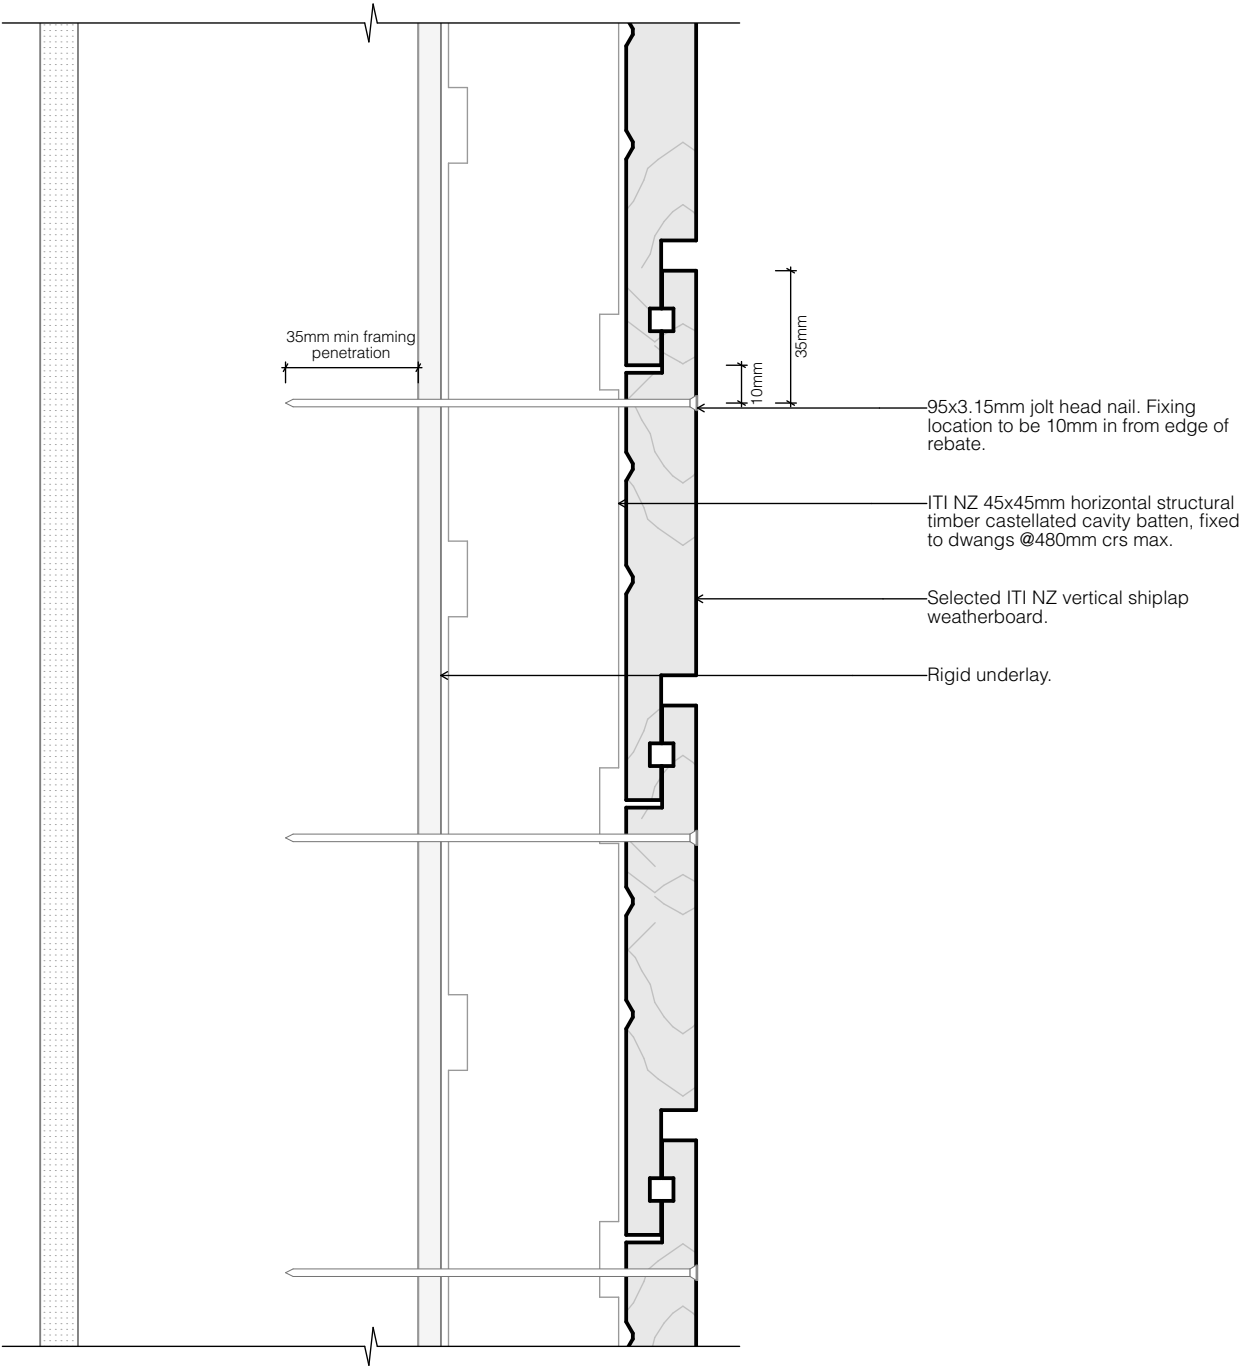 35mm min framing
penetration
10mm
35mm
95x3.15mm jolt head nail. Fixing
location to be 10mm in from edge of
rebate.
ITI NZ 45x45mm horizontal structural
timber castellated cavity batten, fixed
to dwangs @480mm crs max.
Selected ITI NZ vertical shiplap
weatherboard.
Rigid underlay.